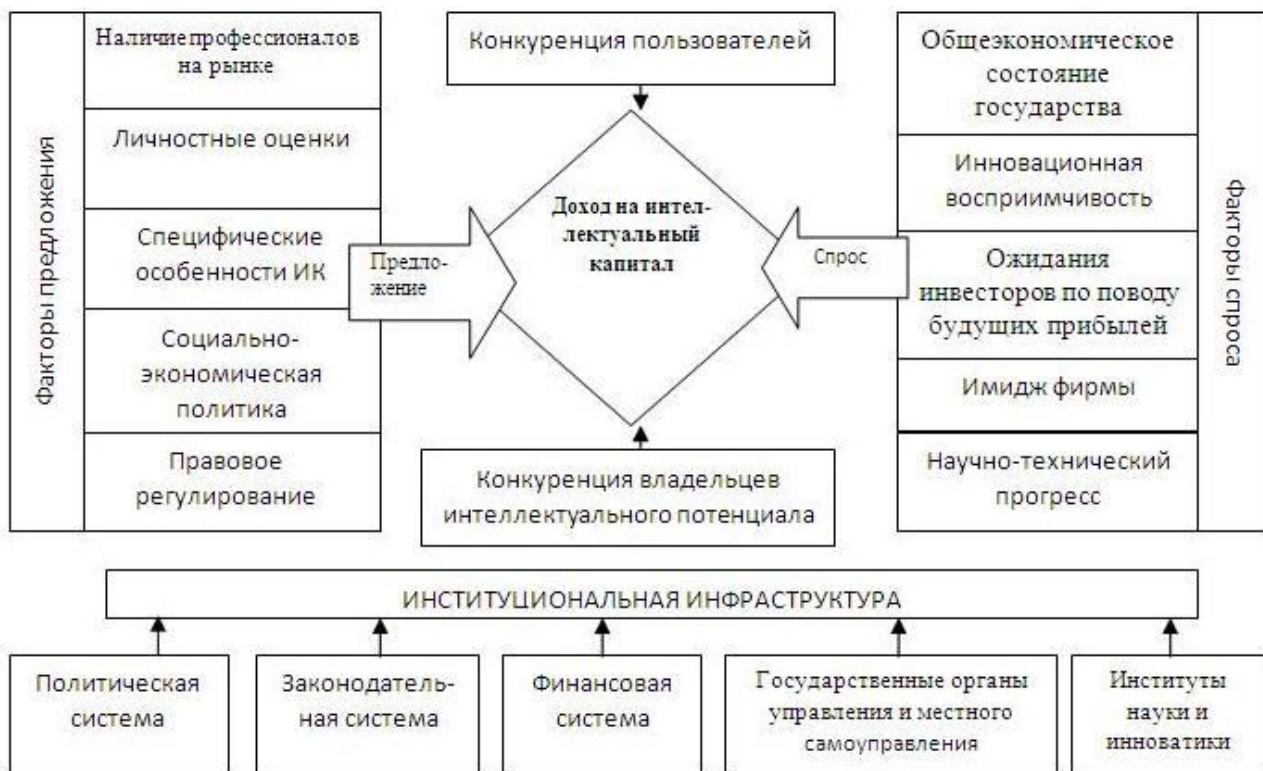 Факторы предложения
Наличие профессионалов
на рынке
Личностные оценки
Специфические
особенности ИК
Социально-
экономическая
политика
Правовое
регулирование
Предло-
жение
Конкуренция пользователей
Доход на интел-
лектуальный
капитал
Конкуренция владельцев
интеллектуального потенциала
Спрос
Общеэкономическое
состояние
государства
Инновационная
восприимчивость
Ожидания
инвесторов по поводу
будущих прибылей
Имидж фирмы
Научно-технический
прогресс
Факторы спроса
ИНСТИТУЦИОНАЛЬНАЯ ИНФРАСТРУКТУРА
Политическая
система
Законодатель-
ная система
Финансовая
система
Государственные органы
управления и местного
самоуправления
Институты
науки и
инноватики